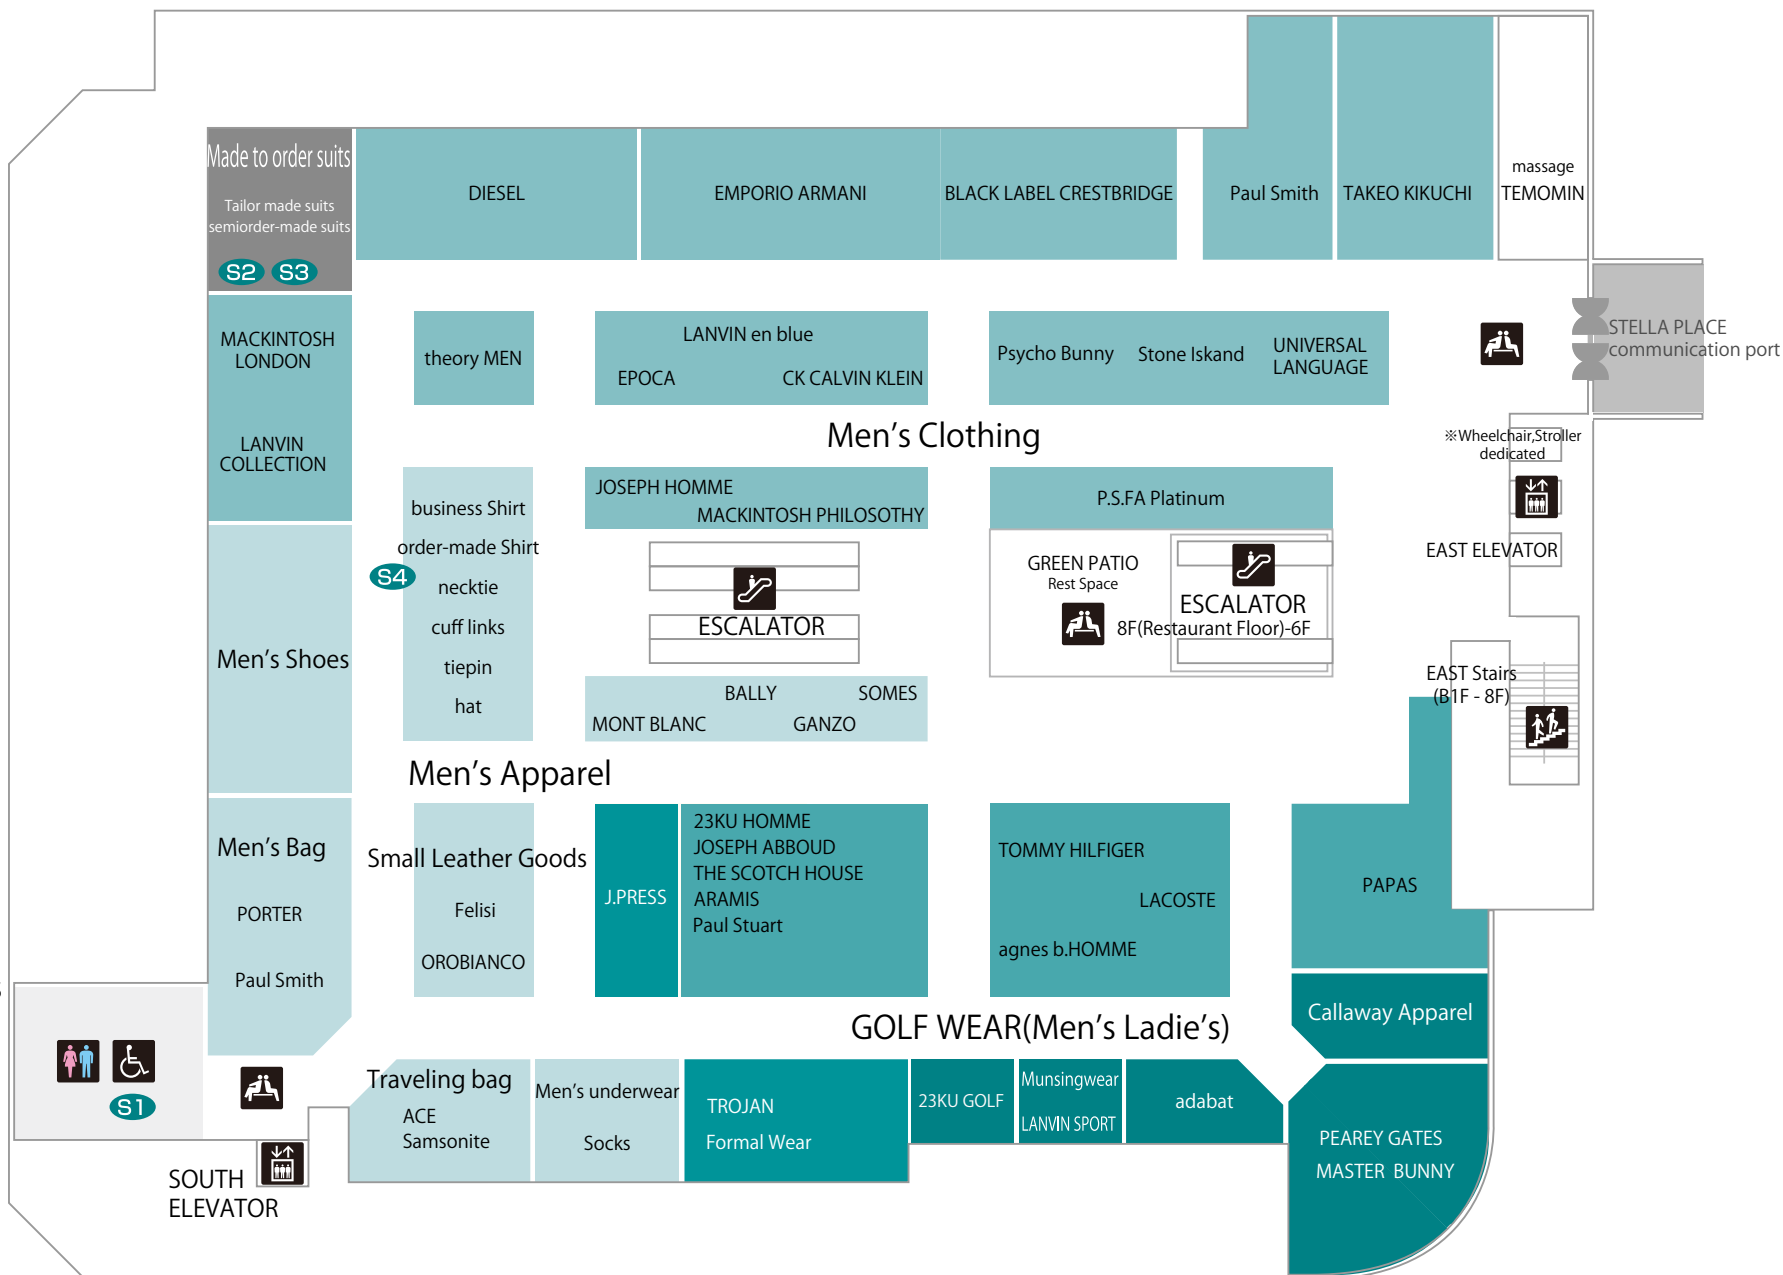 Made to order suits
Tailor made suits
semiorder-made suits
S2 S3
DIESEL
EMPORIO ARMANI
BLACK LABEL CRESTBRIDGE
Paul Smith
TAKEO KIKUCHI
massage
TEMOMIN
MACKINTOSH
LONDON
LANVIN
COLLECTION
theory MEN
LANVIN en blue
EPOCA
CK CALVIN KLEIN
Psycho Bunny
Stone Iskand
UNIVERSAL
LANGUAGE
STELLA PLACE
communication port
Men's Clothing
※Wheelchair,Stroller
dedicated
EAST ELEVATOR
business Shirt
order-made Shirt
S4
necktie
cuff links
tiepin
hat
JOSEPH HOMME
MACKINTOSH PHILOSOTHY
ESCALATOR
P.S.FA Platinum
GREEN PATIO
Rest Space
ESCALATOR
8F(Restaurant Floor)-6F
Men's Shoes
BALLY
SOMES
MONT BLANC
GANZO
EAST Stairs
(B1F - 8F)
Men's Apparel
Men's Bag
PORTER
Paul Smith
Small Leather Goods
Felisi
OROBIANCO
J.PRESS
23KU HOMME
JOSEPH ABBOUD
THE SCOTCH HOUSE
ARAMIS
Paul Stuart
TOMMY HILFIGER
LACOSTE
agnes b.HOMME
PAPAS
Callaway Apparel
GOLF WEAR(Men's Ladie's)
S1
SOUTH
ELEVATOR
Traveling bag
ACE
Samsonite
Men's underwear
Socks
TROJAN
Formal Wear
23KU GOLF
Munsingwear
LANVIN SPORT
adabat
PEAREY GATES
MASTER BUNNY